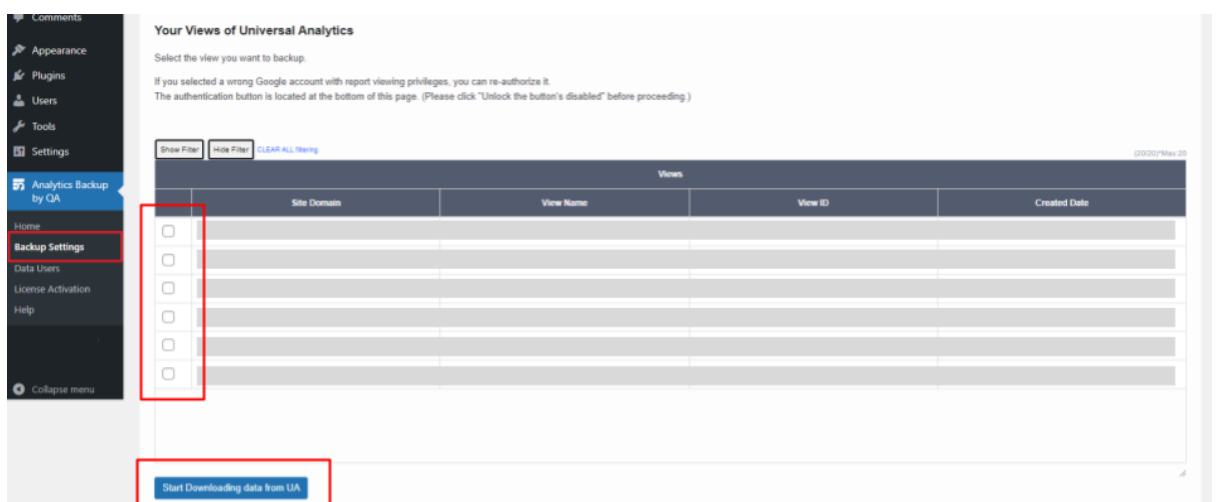 Comments
Appearance
Plugins
Users
Tools
Settings
Analytics Backup
by QA
Home
Backup Settings
Data Users
License Activation
Help
Collapse menu
Your Views of Universal Analytics
Select the view you want to backup.
If you selected a wrong Google account with report viewing privileges, you can re-authorize it.
The authentication button is located at the bottom of this page. (Please click "Unlock the button's disabled" before proceeding.)
Show Filter Hide Filter CLEAR ALL filtering
(20/20)*Max:20
Views
Site Domain View Name View ID Created Date
Start Downloading data from UA